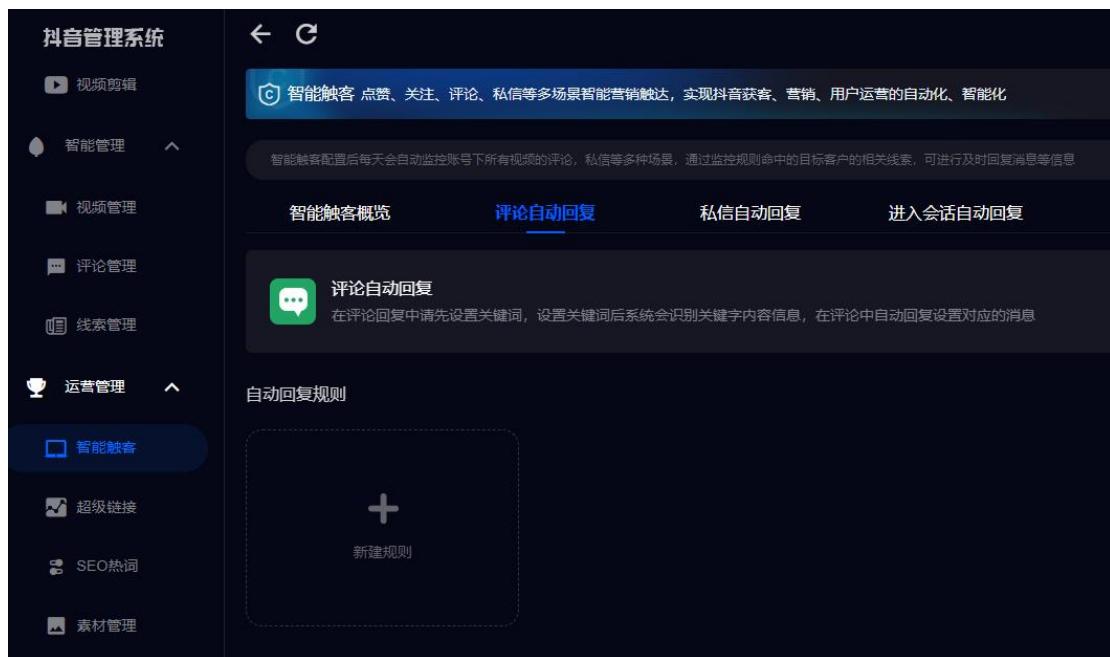 抖音管理系统
视频剪辑
智能管理
视频管理
评论管理
线索管理
运营管理
智能触客
超级链接
SEO热词
素材管理
智能触客 点赞、关注、评论、私信等多场景智能营销触达，实现抖音获客、营销、用户运营的自动化、智能化
智能触客配置后每天会自动监控账号下所有视频的评论，私信等多种场景，通过监控规则命中的目标客户的相关线索，可进行及时回复消息等信息
智能触客概览 评论自动回复 私信自动回复 进入会话自动回复
评论自动回复
在评论回复中请先设置关键词，设置关键词后系统会识别关键字内容信息，在评论中自动回复设置对应的消息
自动回复规则
新建规则